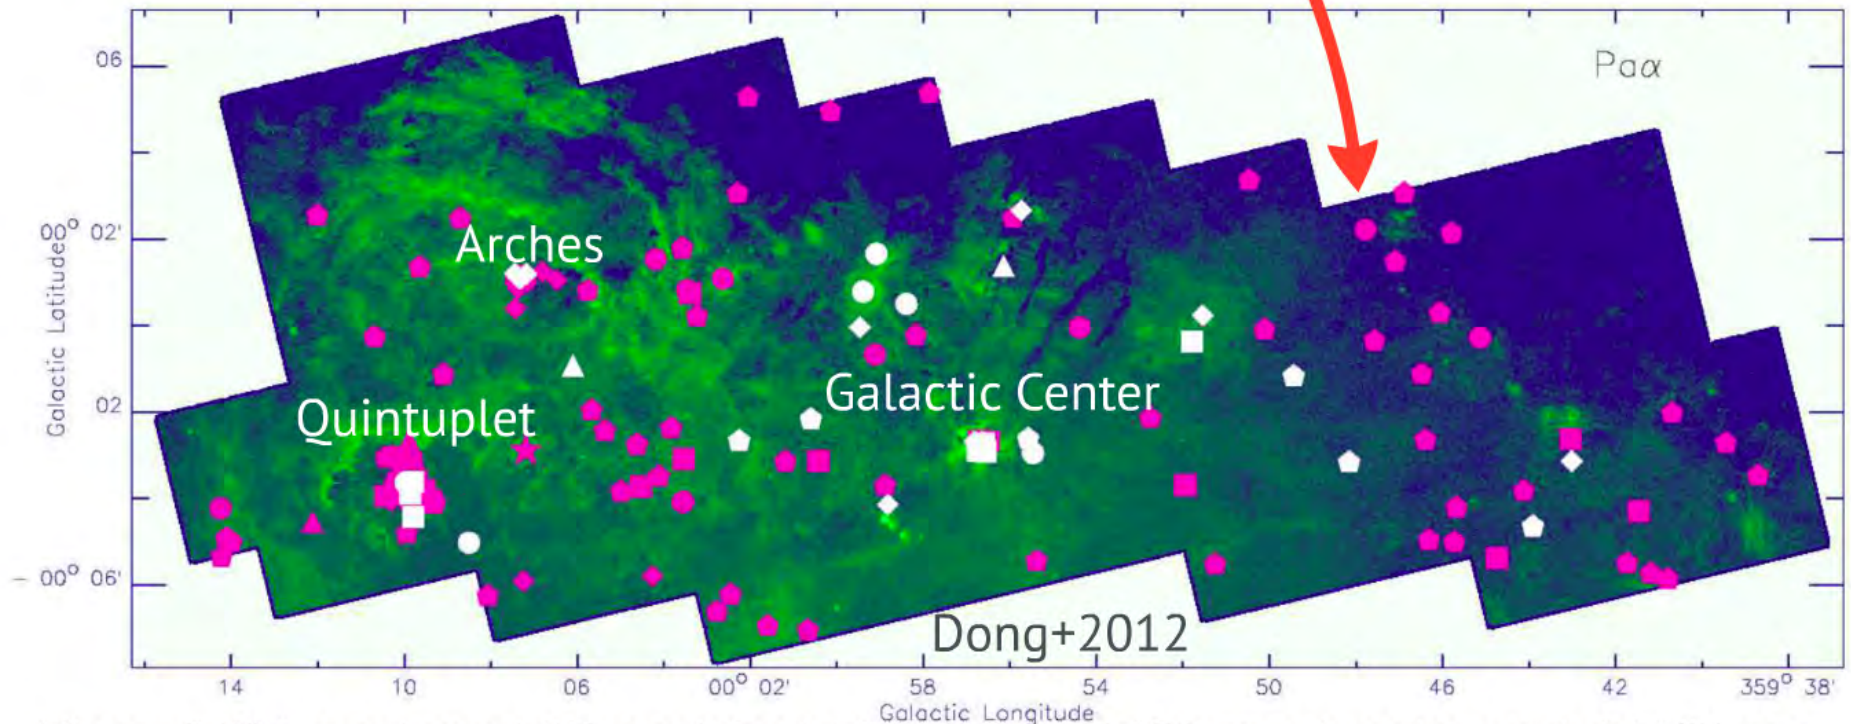 Paα
06
00° 02'
02
– 00° 06'
Galactic Latitude
Arches
Quintuplet
Galactic Center
Dong+2012
14 10 06 00° 02' 58 54 50 46 42 359° 38'
Galactic Longitude